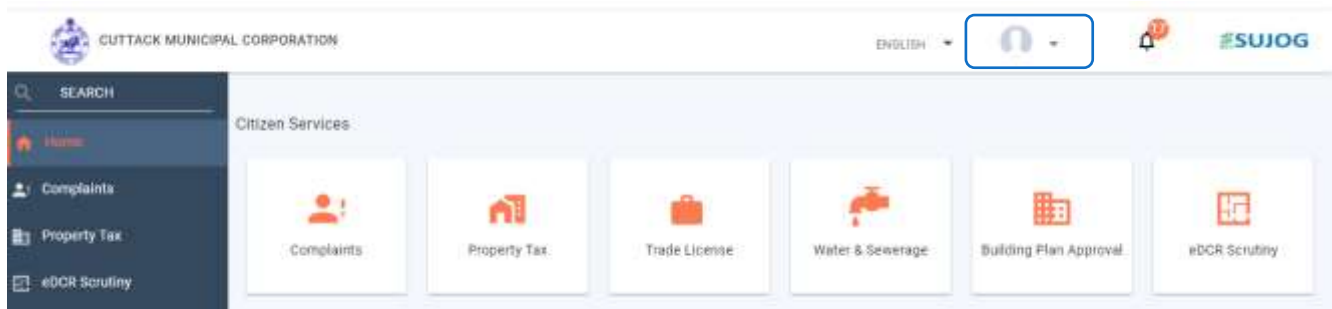 CUTTACK MUNICIPAL CORPORATION
ENGLISH
SUJOG
SEARCH
Citizen Services
Home
Complaints
Property Tax
eDCR Scrutiny
Complaints
Property Tax
Trade License
Water & Sewerage
Building Plan Approval
eDCR Scrutiny